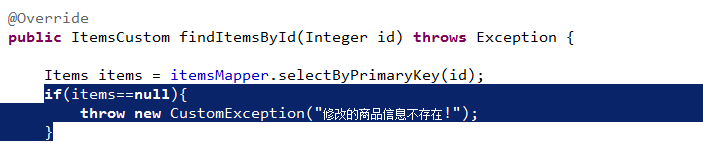 @Override
public ItemsCustom findItemsById(Integer id) throws Exception {
Items items = itemsMapper.selectByPrimaryKey(id);
if(items==null){
throw new CustomException("修改的商品信息不存在!");
}